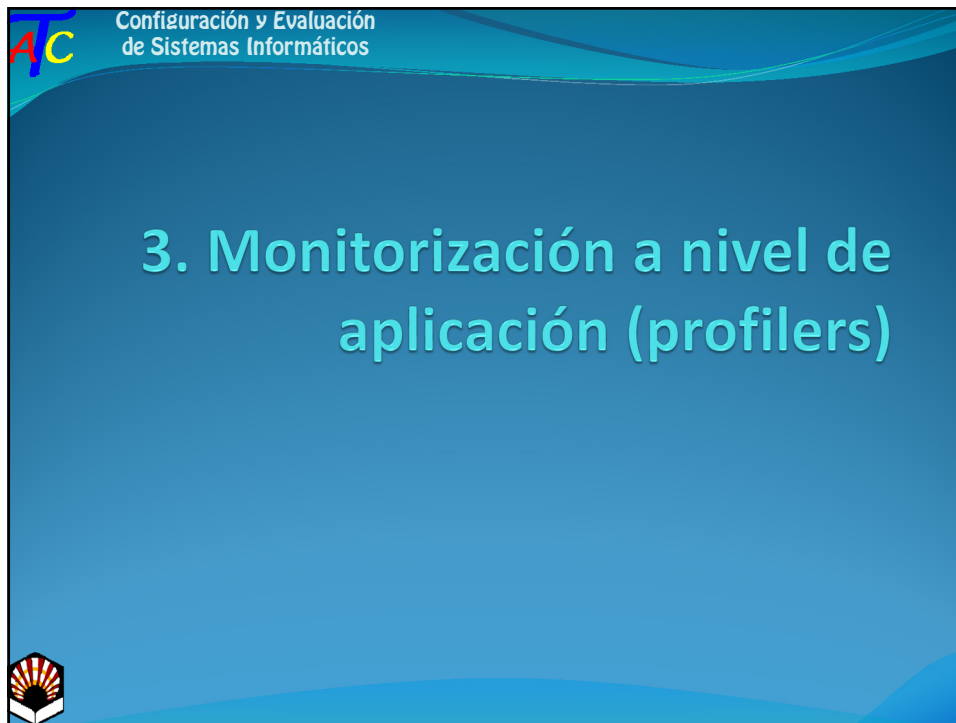 Configuración y Evaluación
de Sistemas Informáticos
ATC
3. Monitorización a nivel de
aplicación (profilers)